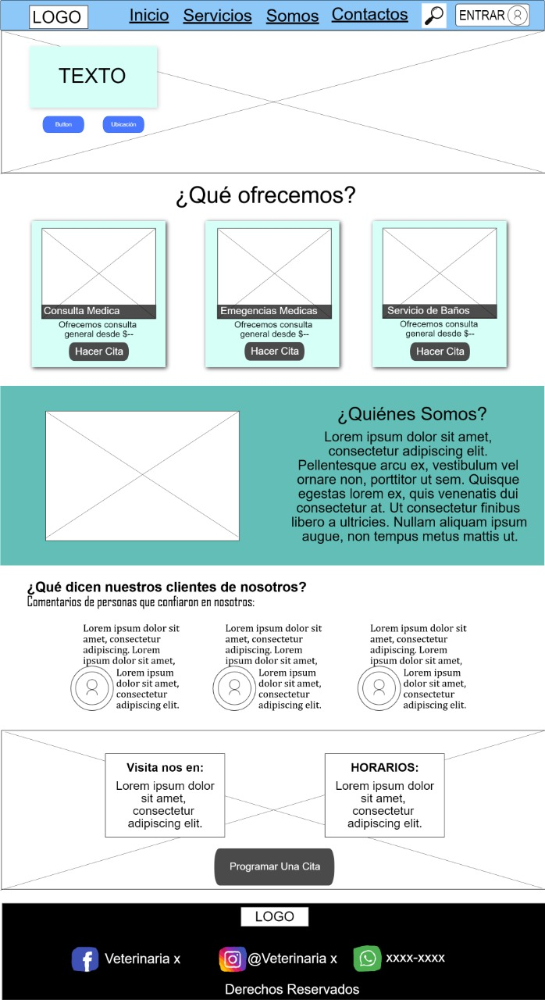 LOGO Inicio Servicios Somos Contactos ENTRAR
TEXTO
Button Ubicación
¿Qué ofrecemos?
Consulta Medica
Ofrecemos consulta
general desde $--
Hacer Cita
Emegencias Medicas
Ofrecemos consulta
general desde $--
Hacer Cita
Servicio de Baños
Ofrecemos consulta
general desde $--
Hacer Cita
¿Quiénes Somos?
Lorem ipsum dolor sit amet,
consectetur adipiscing elit.
Pellentesque arcu ex, vestibulum vel
ornare non, porttitor ut sem. Quisque
egestas lorem ex, quis venenatis dui
consectetur at. Ut consectetur finibus
libero a ultricies. Nullam aliquam ipsum
augue, non tempus metus mattis ut.
¿Qué dicen nuestros clientes de nosotros?
Comentarios de personas que confiaron en nosotros:
Lorem ipsum dolor sit
amet, consectetur
adipiscing. Lorem
ipsum dolor sit amet,
Lorem ipsum
dolor sit amet,
consectetur
adipiscing elit.
Lorem ipsum dolor sit
amet, consectetur
adipiscing. Lorem
ipsum dolor sit amet,
Lorem ipsum
dolor sit amet,
consectetur
adipiscing elit.
Lorem ipsum dolor sit
amet, consectetur
adipiscing. Lorem
ipsum dolor sit amet,
Lorem ipsum
dolor sit amet,
consectetur
adipiscing elit.
Visita nos en:
Lorem ipsum dolor
sit amet,
consectetur
adipiscing elit.
HORARIOS:
Lorem ipsum dolor
sit amet,
consectetur
adipiscing elit.
Programar Una Cita
LOGO
Veterinaria x @Veterinaria x xxxx-xxxx
Derechos Reservados